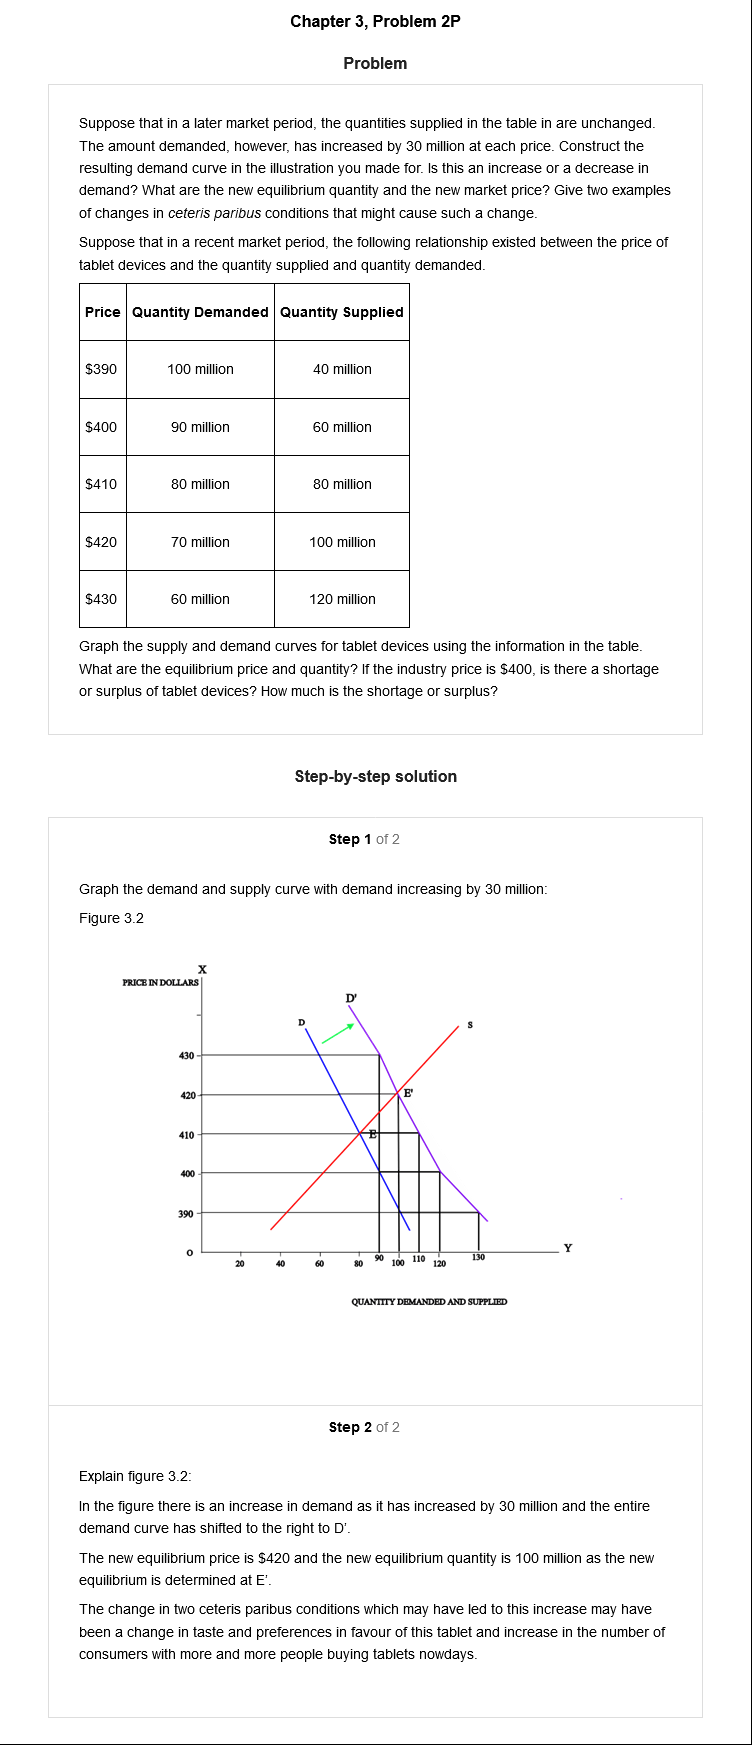 Chapter 3, Problem 2P
Problem
Suppose that in a later market period, the quantities supplied in the table in are unchanged.
The amount demanded, however, has increased by 30 million at each price. Construct the
resulting demand curve in the illustration you made for. Is this an increase or a decrease in
demand? What are the new equilibrium quantity and the new market price? Give two examples
of changes in ceteris paribus conditions that might cause such a change.
Suppose that in a recent market period, the following relationship existed between the price of
tablet devices and the quantity supplied and quantity demanded.
Price Quantity Demanded Quantity Supplied
$390 100 million 40 million
$400 90 million 60 million
$410 80 million 80 million
$420 70 million 100 million
$430 60 million 120 million
Graph the supply and demand curves for tablet devices using the information in the table.
What are the equilibrium price and quantity? If the industry price is $400, is there a shortage
or surplus of tablet devices? How much is the shortage or surplus?
Step-by-step solution
Step 1 of 2
Graph the demand and supply curve with demand increasing by 30 million:
Figure 3.2
X
PRICE IN DOLLARS
D'
D
S
430
420
E'
410
E
400
390
O
Y
20 40 60 80 90 100 110 120 130
QUANTITY DEMANDED AND SUPPLIED
Step 2 of 2
Explain figure 3.2:
In the figure there is an increase in demand as it has increased by 30 million and the entire
demand curve has shifted to the right to D'.
The new equilibrium price is $420 and the new equilibrium quantity is 100 million as the new
equilibrium is determined at E'.
The change in two ceteris paribus conditions which may have led to this increase may have
been a change in taste and preferences in favour of this tablet and increase in the number of
consumers with more and more people buying tablets nowdays.